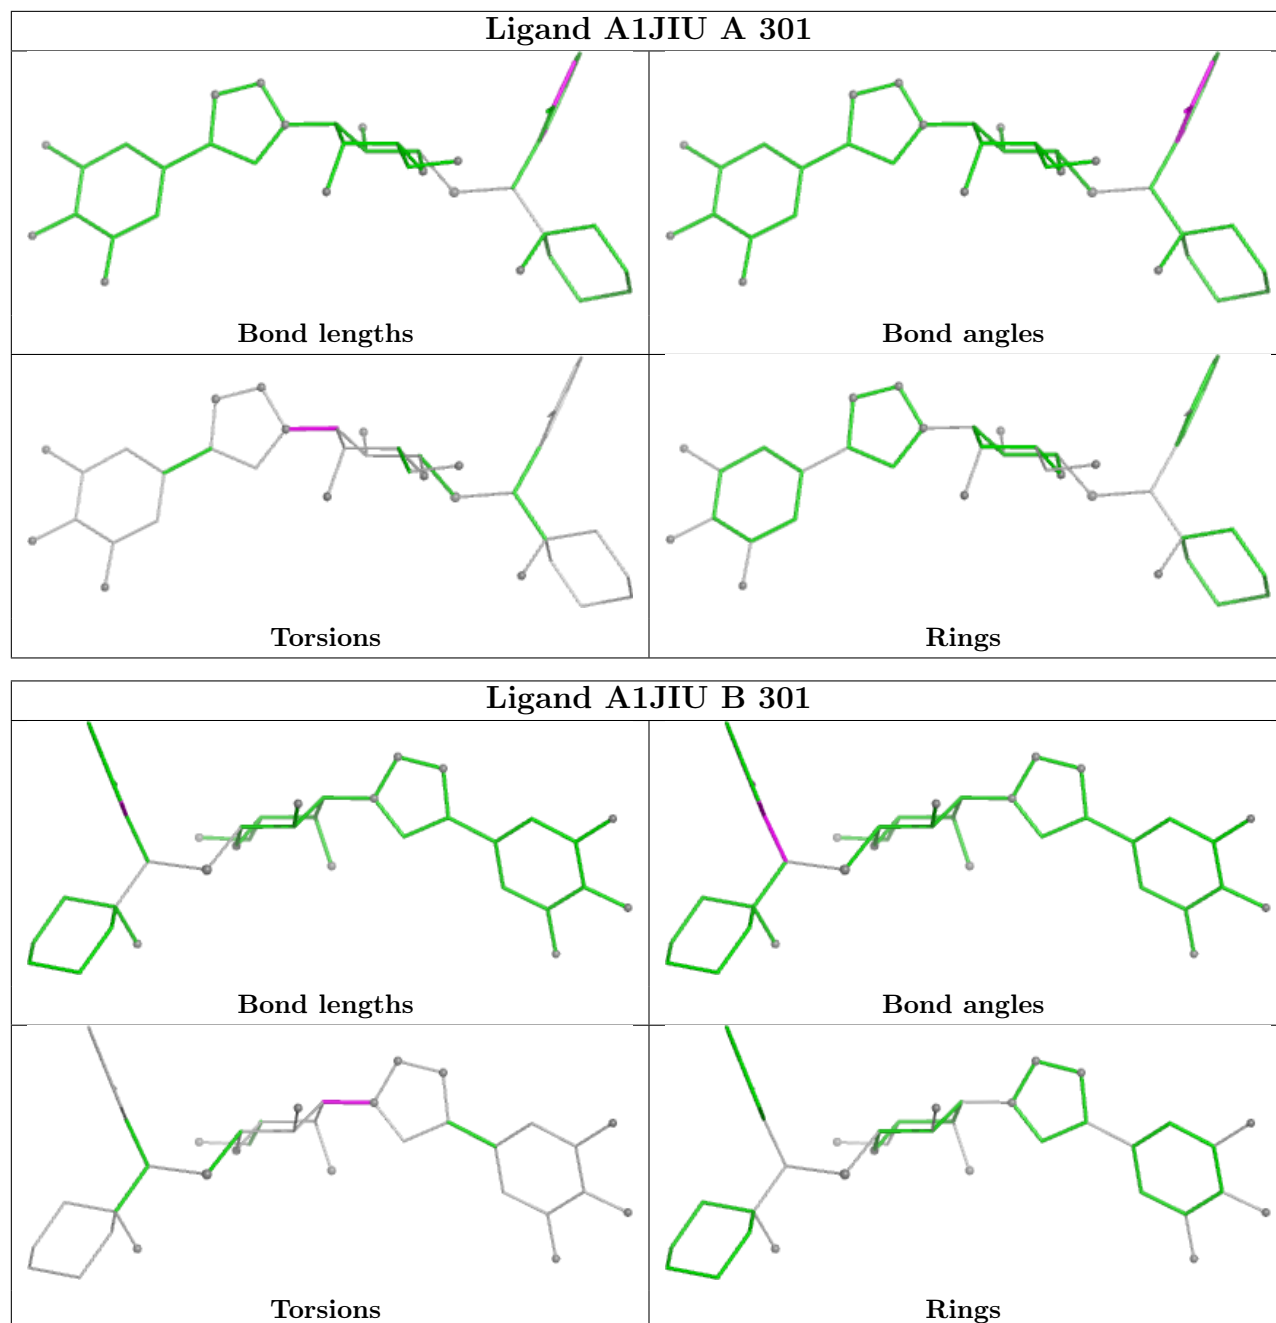 Ligand A1JIU A 301
Bond lengths
Bond angles
Torsions
Rings
Ligand A1JIU B 301
Bond lengths
Bond angles
Torsions
Rings